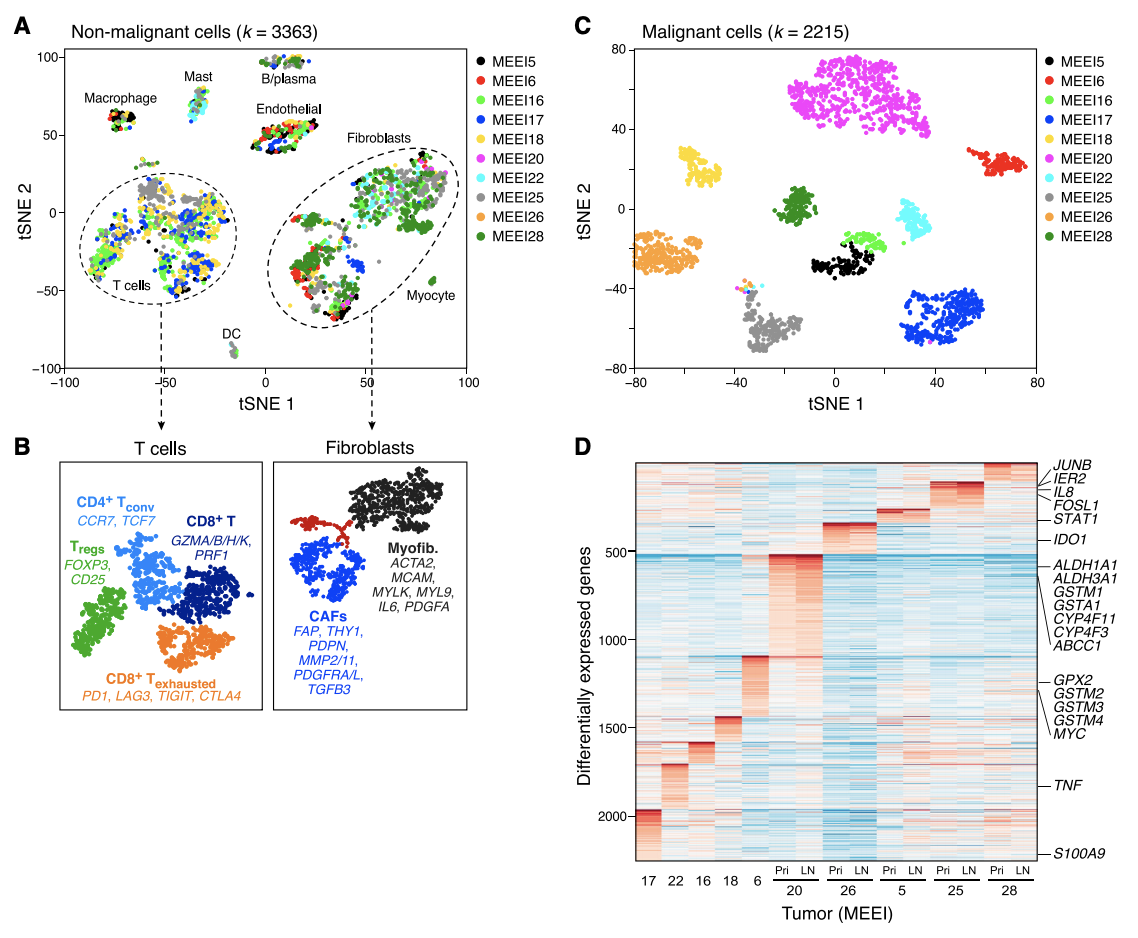 A
Non-malignant cells (k = 3363)
tSNE 2
100
50
0
−50
−100
−100
−50
0
50
100
tSNE 1
Macrophage
Mast
B/plasma
Endothelial
Fibroblasts
T cells
Myocyte
DC
MEEI5
MEEI6
MEEI16
MEEI17
MEEI18
MEEI20
MEEI22
MEEI25
MEEI26
MEEI28
C
Malignant cells (k = 2215)
tSNE 2
80
40
0
−40
−80
−80
−40
0
40
80
tSNE 1
MEEI5
MEEI6
MEEI16
MEEI17
MEEI18
MEEI20
MEEI22
MEEI25
MEEI26
MEEI28
B
T cells
CD4+ Tconv
CCR7, TCF7
CD8+ T
GZMA/B/H/K,
PRF1
Tregs
FOXP3,
CD25
CD8+ Texhausted
PD1, LAG3, TIGIT, CTLA4
Fibroblasts
Myofib.
ACTA2,
MCAM,
MYLK, MYL9,
IL6, PDGFA
CAFs
FAP, THY1,
PDPN,
MMP2/11,
PDGFRA/L,
TGFB3
D
Differentially expressed genes
500
1000
1500
2000
JUNB
IER2
IL8
FOSL1
STAT1
IDO1
ALDH1A1
ALDH3A1
GSTM1
GSTA1
CYP4F11
CYP4F3
ABCC1
GPX2
GSTM2
GSTM3
GSTM4
MYC
TNF
S100A9
Pri LN Pri LN Pri LN Pri LN Pri LN
17 22 16 18 6 20 26 5 25 28
Tumor (MEEI)